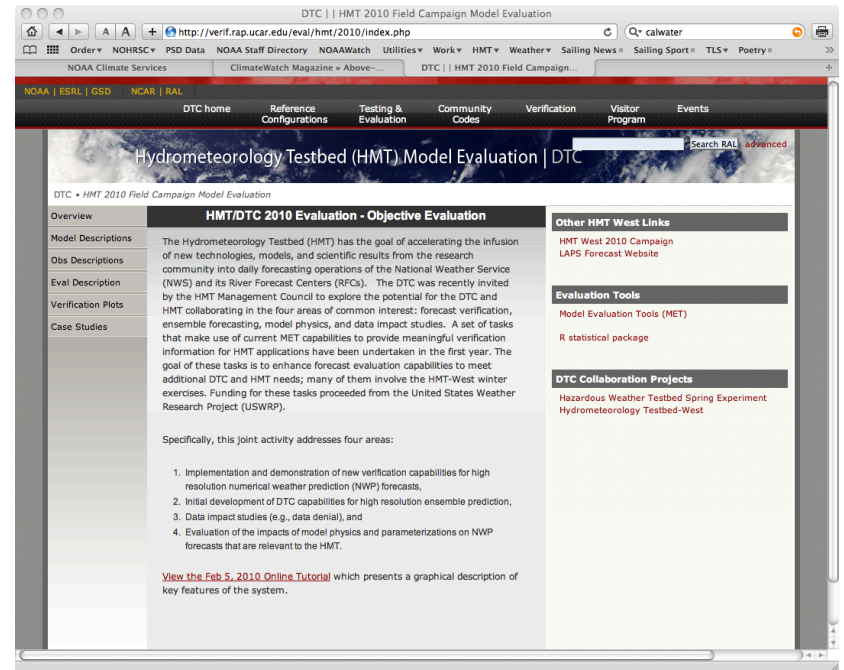 DTC | | HMT 2010 Field Campaign Model Evaluation
A A + http://verif.rap.ucar.edu/eval/hmt/2010/index.php calwater
Order NOHRSC PSD Data NOAA Staff Directory NOAAWatch Utilities Work HMT Weather Sailing News Sailing Sport TLS Poetry
NOAA Climate Services ClimateWatch Magazine » Above-... DTC | | HMT 2010 Field Campaign...
NOAA | ESRL | GSD NCAR | RAL
DTC home Reference Configurations Testing & Evaluation Community Codes Verification Visitor Program Events
Search RAL advanced
Hydrometeorology Testbed (HMT) Model Evaluation | DTC
DTC • HMT 2010 Field Campaign Model Evaluation
Overview
Model Descriptions
Obs Descriptions
Eval Description
Verification Plots
Case Studies
HMT/DTC 2010 Evaluation - Objective Evaluation
The Hydrometeorology Testbed (HMT) has the goal of accelerating the infusion
of new technologies, models, and scientific results from the research
community into daily forecasting operations of the National Weather Service
(NWS) and its River Forecast Centers (RFCs). The DTC was recently invited
by the HMT Management Council to explore the potential for the DTC and
HMT collaborating in the four areas of common interest: forecast verification,
ensemble forecasting, model physics, and data impact studies. A set of tasks
that make use of current MET capabilities to provide meaningful verification
information for HMT applications have been undertaken in the first year. The
goal of these tasks is to enhance forecast evaluation capabilities to meet
additional DTC and HMT needs; many of them involve the HMT-West winter
exercises. Funding for these tasks proceeded from the United States Weather
Research Project (USWRP).
Specifically, this joint activity addresses four areas:
1. Implementation and demonstration of new verification capabilities for high
resolution numerical weather prediction (NWP) forecasts,
2. Initial development of DTC capabilities for high resolution ensemble prediction,
3. Data impact studies (e.g., data denial), and
4. Evaluation of the impacts of model physics and parameterizations on NWP
forecasts that are relevant to the HMT.
View the Feb 5, 2010 Online Tutorial which presents a graphical description of
key features of the system.
Other HMT West Links
HMT West 2010 Campaign
LAPS Forecast Website
Evaluation Tools
Model Evaluation Tools (MET)
R statistical package
DTC Collaboration Projects
Hazardous Weather Testbed Spring Experiment
Hydrometeorology Testbed-West